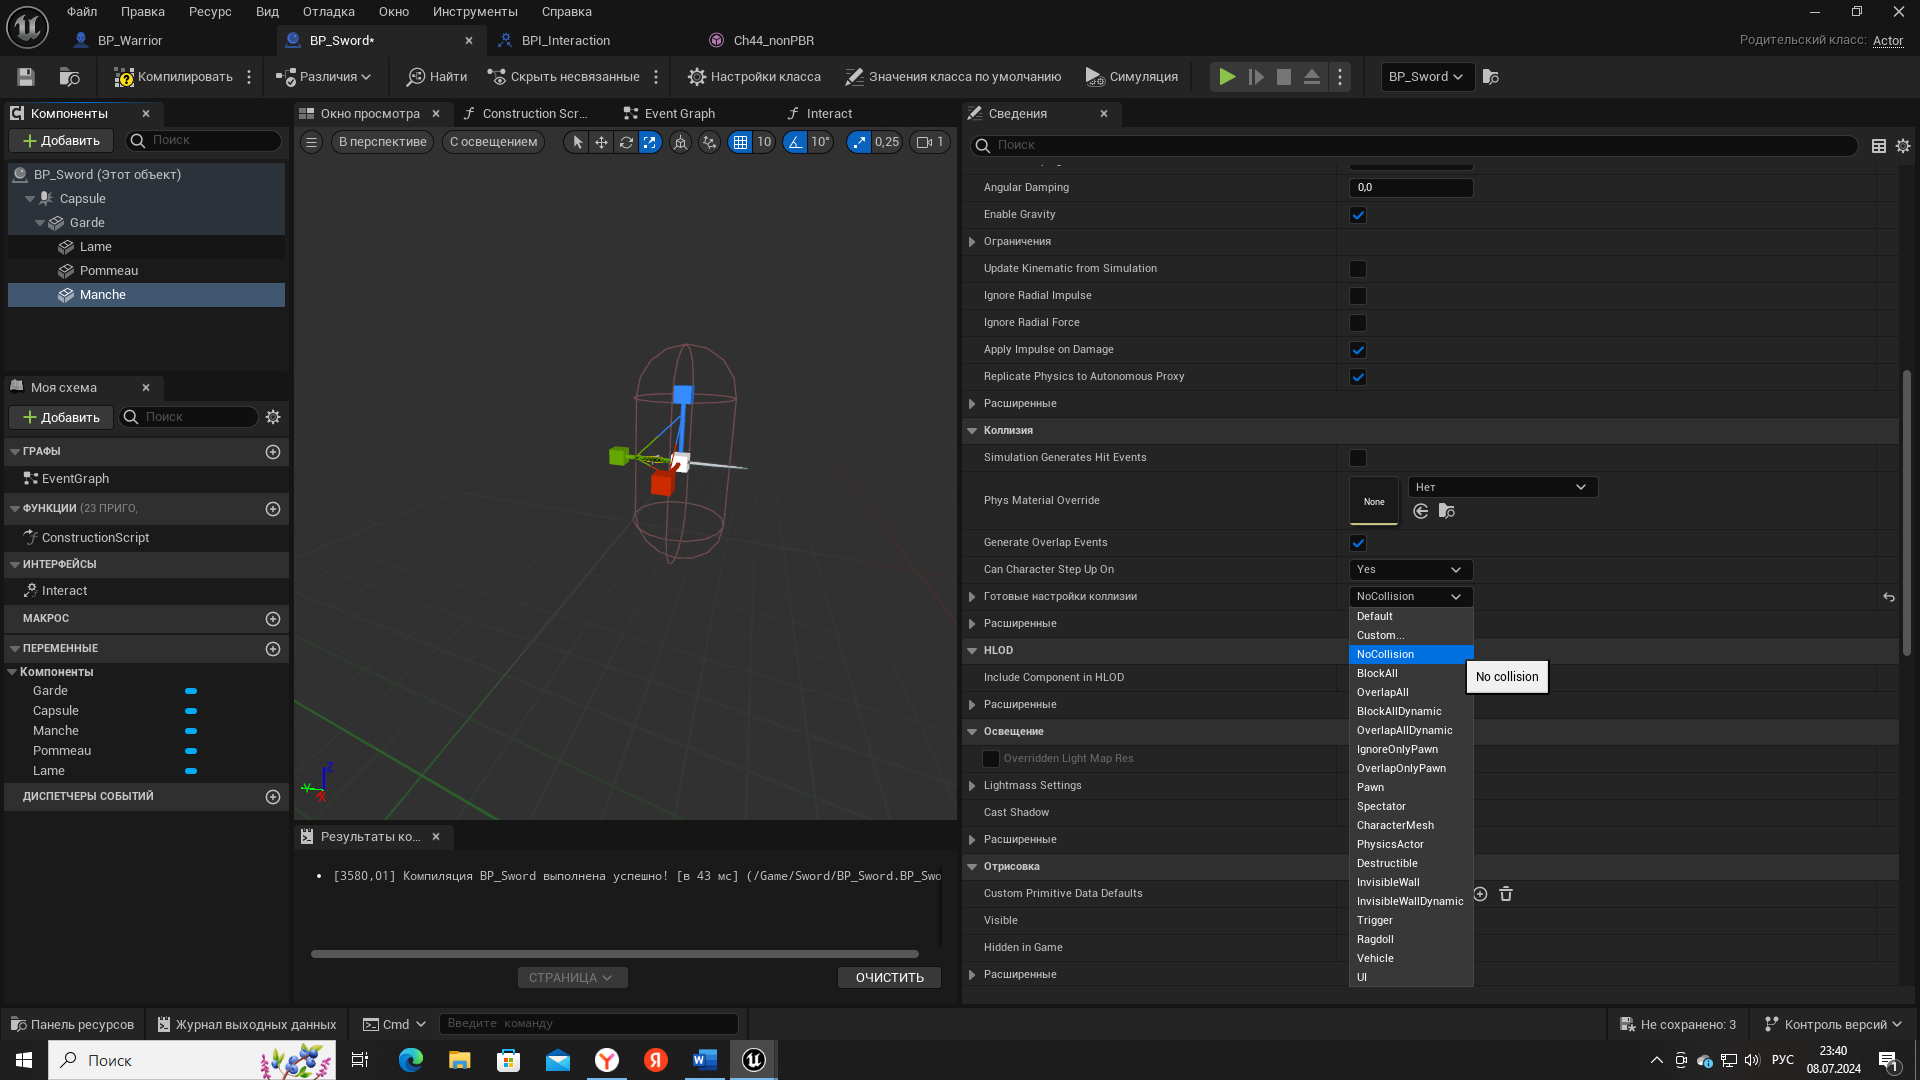 Файл
Правка
Ресурс
Вид
Отладка
Окно
Инструменты
Справка
BP_Warrior
BP_Sword*
BPI_Interaction
Ch44_nonPBR
Родительский класс: Actor
Компилировать
Различия
Найти
Скрыть несвязанные
Настройки класса
Значения класса по умолчанию
Симуляция
BP_Sword
Компоненты
Добавить
Поиск
BP_Sword (Этот объект)
Capsule
Garde
Lame
Pommeau
Manche
Моя схема
Добавить
Поиск
ГРАФЫ
EventGraph
ФУНКЦИИ (23 ПРИГО,
ConstructionScript
ИНТЕРФЕЙСЫ
Interact
МАКРОС
ПЕРЕМЕННЫЕ
Компоненты
Garde
Capsule
Manche
Pommeau
Lame
ДИСПЕТЧЕРЫ СОБЫТИЙ
Окно просмотра
Construction Scr...
Event Graph
Interact
В перспективе
С освещением
10
10°
0,25
1
Z
Y
X
Результаты ко...
[3580,01] Компиляция BP_Sword выполнена успешно! [в 43 мс] (/Game/Sword/BP_Sword.BP_Swo
СТРАНИЦА
ОЧИСТИТЬ
Сведения
Поиск
Angular Damping
0,0
Enable Gravity
Ограничения
Update Kinematic from Simulation
Ignore Radial Impulse
Ignore Radial Force
Apply Impulse on Damage
Replicate Physics to Autonomous Proxy
Расширенные
Коллизия
Simulation Generates Hit Events
Phys Material Override
None
Нет
Generate Overlap Events
Can Character Step Up On
Yes
Готовые настройки коллизии
NoCollision
Расширенные
HLOD
Include Component in HLOD
Расширенные
Освещение
Overridden Light Map Res
Lightmass Settings
Cast Shadow
Расширенные
Отрисовка
Custom Primitive Data Defaults
Visible
Hidden in Game
Расширенные
Default
Custom...
NoCollision
BlockAll
OverlapAll
BlockAllDynamic
OverlapAllDynamic
IgnoreOnlyPawn
OverlapOnlyPawn
Pawn
Spectator
CharacterMesh
PhysicsActor
Destructible
InvisibleWall
InvisibleWallDynamic
Trigger
Ragdoll
Vehicle
UI
No collision
Панель ресурсов
Журнал выходных данных
Cmd
Введите команду
Не сохранено: 3
Контроль версий
Поиск
РУС
23:40
08.07.2024
1